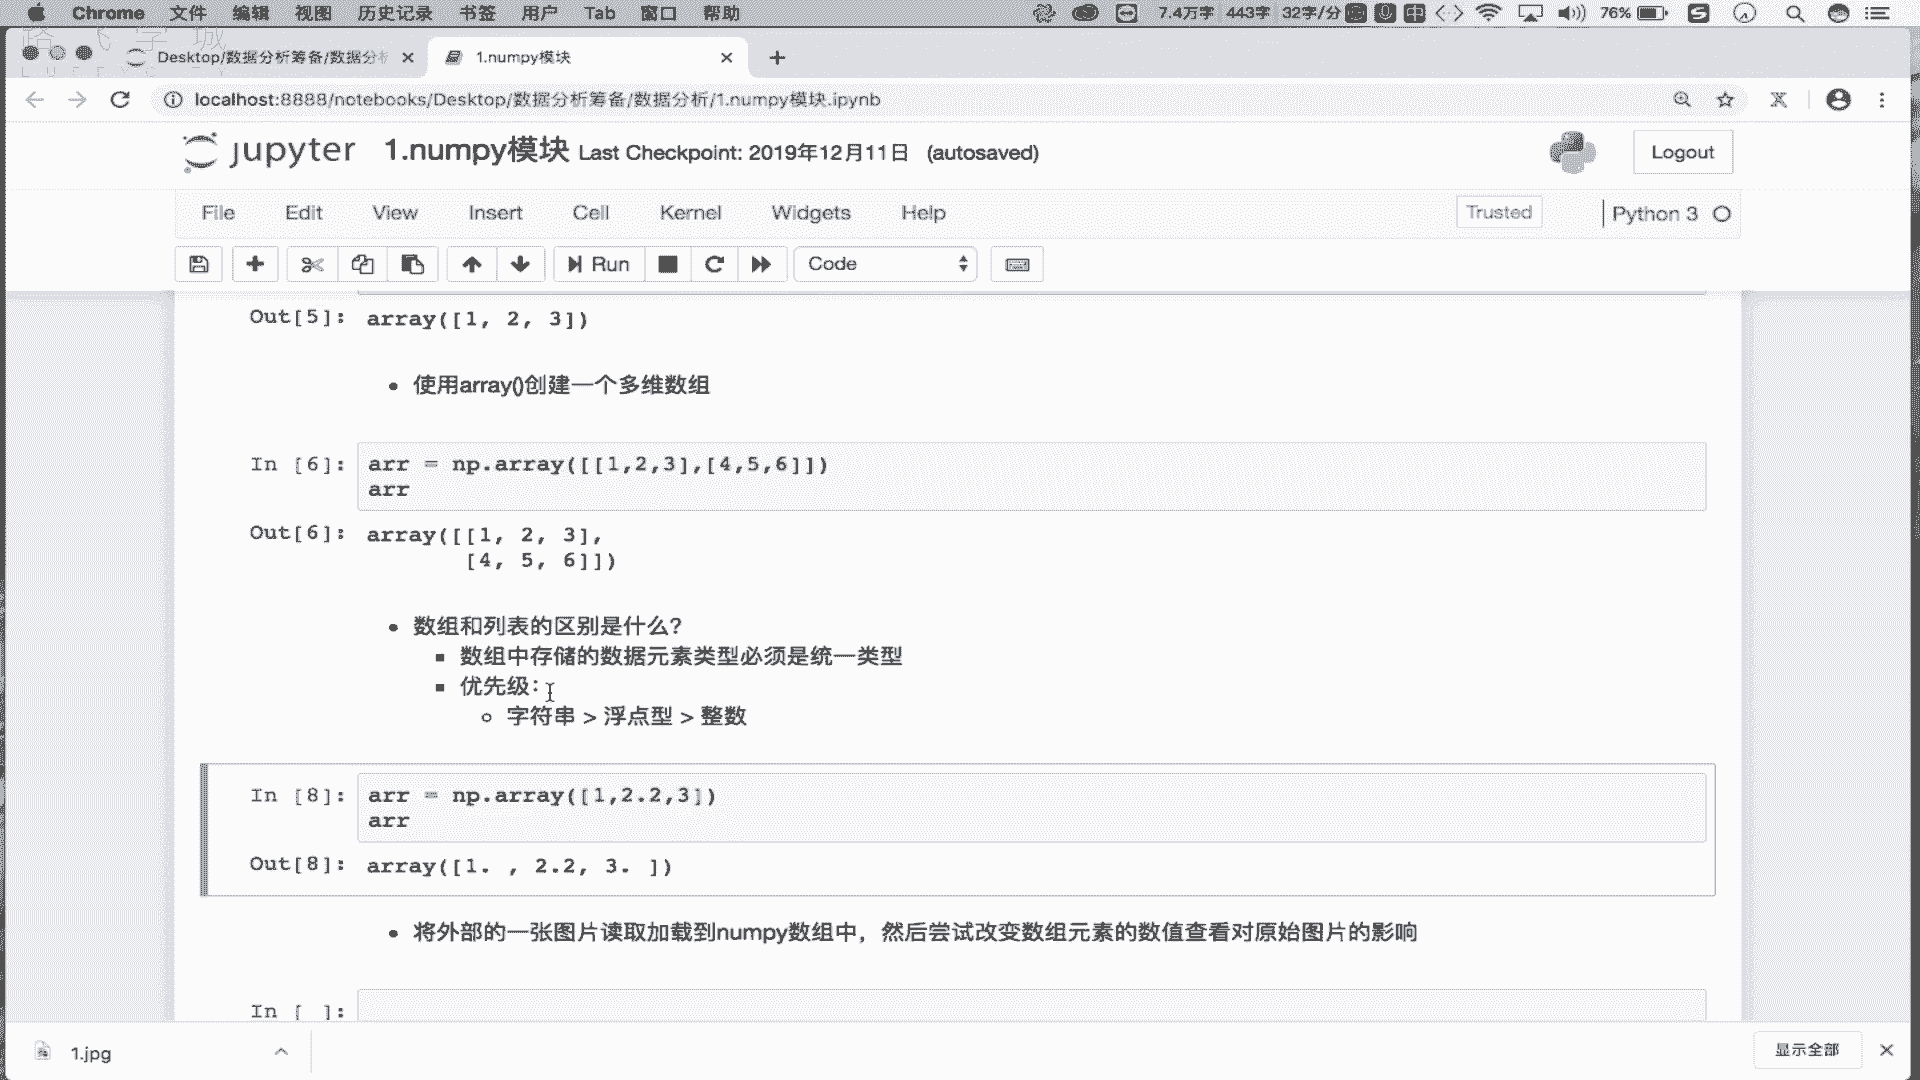 Chrome 文件 编辑 视图 历史记录 书签 用户 Tab 窗口 帮助 7.4万字 443字 32字/分 中 76%
Desktop/数据分析筹备/数据分析
1.numpy模块
localhost:8888/notebooks/Desktop/数据分析筹备/数据分析/1.numpy模块.ipynb
jupyter 1.numpy模块 Last Checkpoint: 2019年12月11日 (autosaved)
Logout
File Edit View Insert Cell Kernel Widgets Help Trusted Python 3
Run Code
Out[5]: array([1, 2, 3])
使用array()创建一个多维数组
In [6]: arr = np.array([[1,2,3],[4,5,6]])
arr
Out[6]: array([[1, 2, 3],
[4, 5, 6]])
数组和列表的区别是什么?
数组中存储的数据元素类型必须是统一类型
优先级:
字符串 > 浮点型 > 整数
In [8]: arr = np.array([1,2.2,3])
arr
Out[8]: array([1. , 2.2, 3. ])
将外部的一张图片读取加载到numpy数组中，然后尝试改变数组元素的数值查看对原始图片的影响
In [ ]:
1.jpg
显示全部